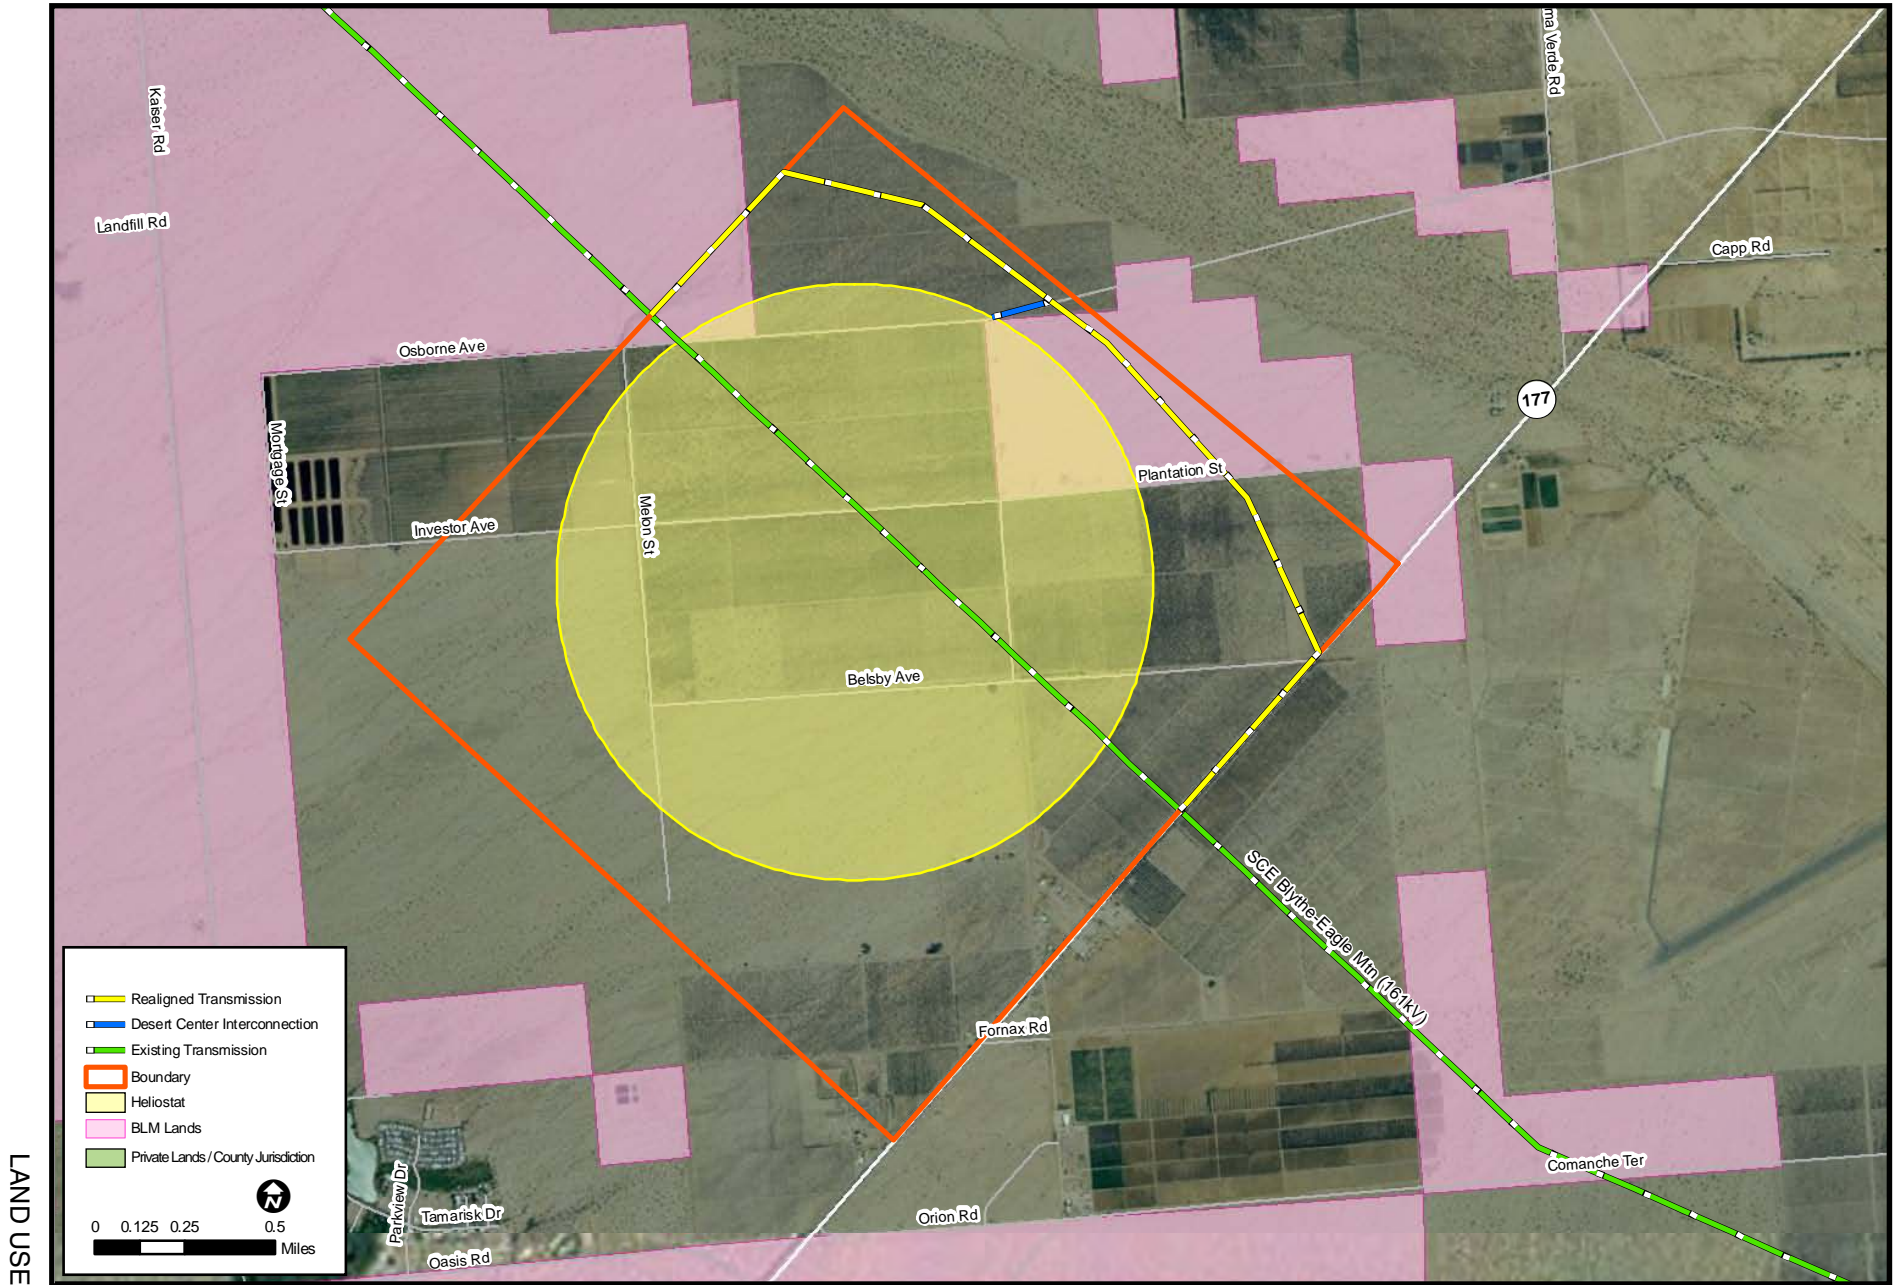 ma Verde Rd
Kaiser Rd
Landfill Rd
Capp Rd
Osborne Ave
177
Mortgage St
Plantation St
Investor Ave
Melon St
Belsby Ave
SCE Blythe-Eagle Mtn (161kV)
Fornax Rd
Comanche Ter
Parkview Dr
Tamarisk Dr
Orion Rd
Oasis Rd
Realigned Transmission
Desert Center Interconnection
Existing Transmission
Boundary
Heliostat
BLM Lands
Private Lands / County Jurisdiction
N
0 0.125 0.25 0.5
Miles
LAND USE